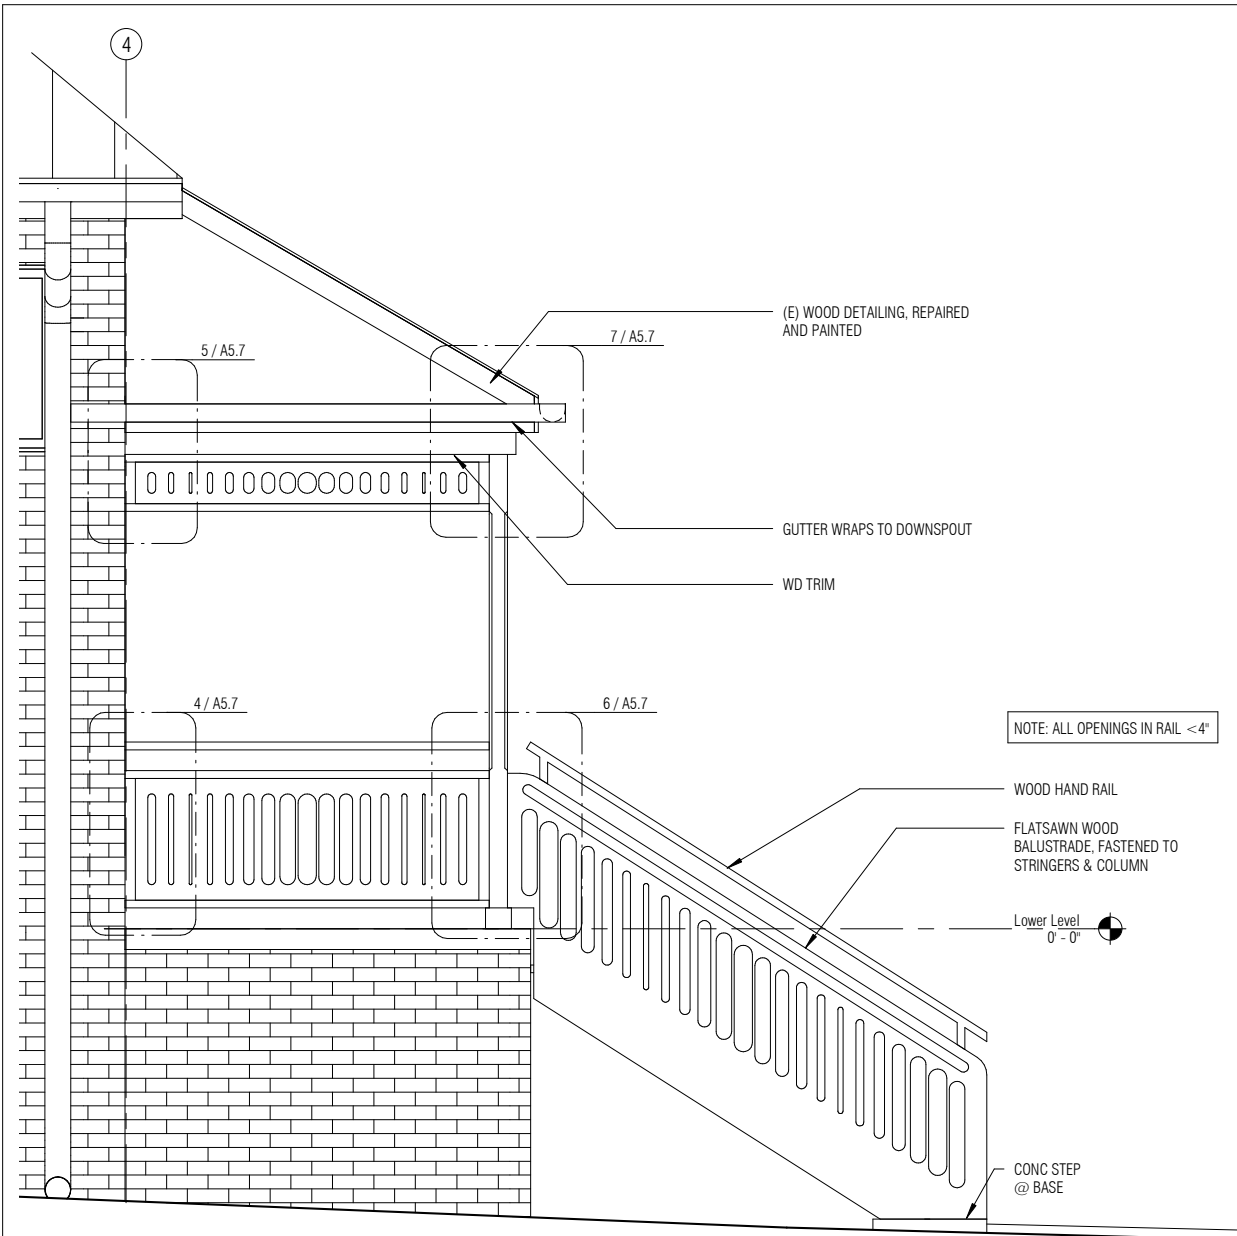 4
(E) WOOD DETAILING, REPAIRED
AND PAINTED
5 / A5.7
7 / A5.7
GUTTER WRAPS TO DOWNSPOUT
WD TRIM
4 / A5.7
6 / A5.7
NOTE: ALL OPENINGS IN RAIL <4"
WOOD HAND RAIL
FLATSAWN WOOD
BALUSTRADE, FASTENED TO
STRINGERS & COLUMN
Lower Level
0' - 0"
CONC STEP
@ BASE